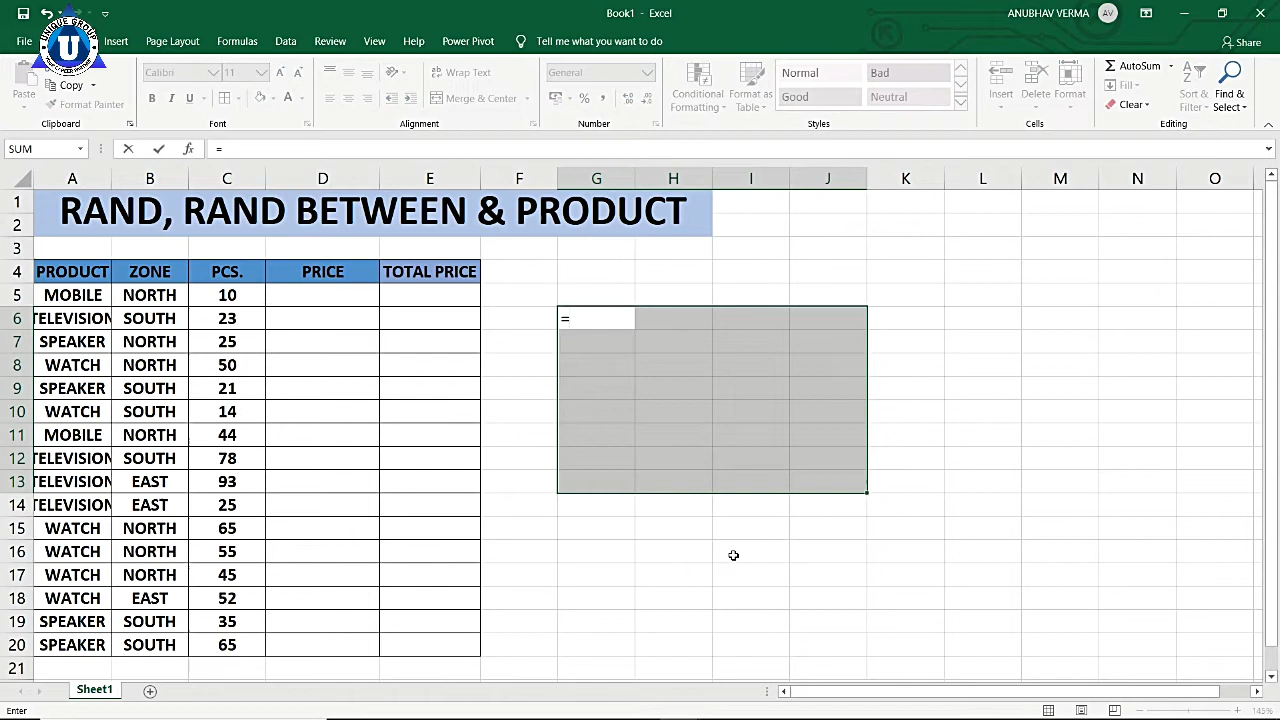 Book1 - Excel
ANUBHAV VERMA AV
UNIQUE GROUP
U
File Insert Page Layout Formulas Data Review View Help Power Pivot Tell me what you want to do Share
Paste Copy Format Painter
Clipboard
Calibri 11
B I U A A A
Font
Wrap Text
Merge & Center
Alignment
General
% ,
Number
Conditional Formatting Format as Table
Normal Bad
Good Neutral
Styles
Insert Delete Format
Cells
AutoSum
Fill
Clear
Sort & Filter Find & Select
Editing
SUM fx =
A B C D E F G H I J K L M N O
1 RAND, RAND BETWEEN & PRODUCT
2
3
4 PRODUCT ZONE PCS. PRICE TOTAL PRICE
5 MOBILE NORTH 10
6 TELEVISION SOUTH 23 =
7 SPEAKER NORTH 25
8 WATCH NORTH 50
9 SPEAKER SOUTH 21
10 WATCH SOUTH 14
11 MOBILE NORTH 44
12 TELEVISION SOUTH 78
13 TELEVISION EAST 93
14 TELEVISION EAST 25
15 WATCH NORTH 65
16 WATCH NORTH 55
17 WATCH NORTH 45
18 WATCH EAST 52
19 SPEAKER SOUTH 35
20 SPEAKER SOUTH 65
21
Sheet1
Enter 145%